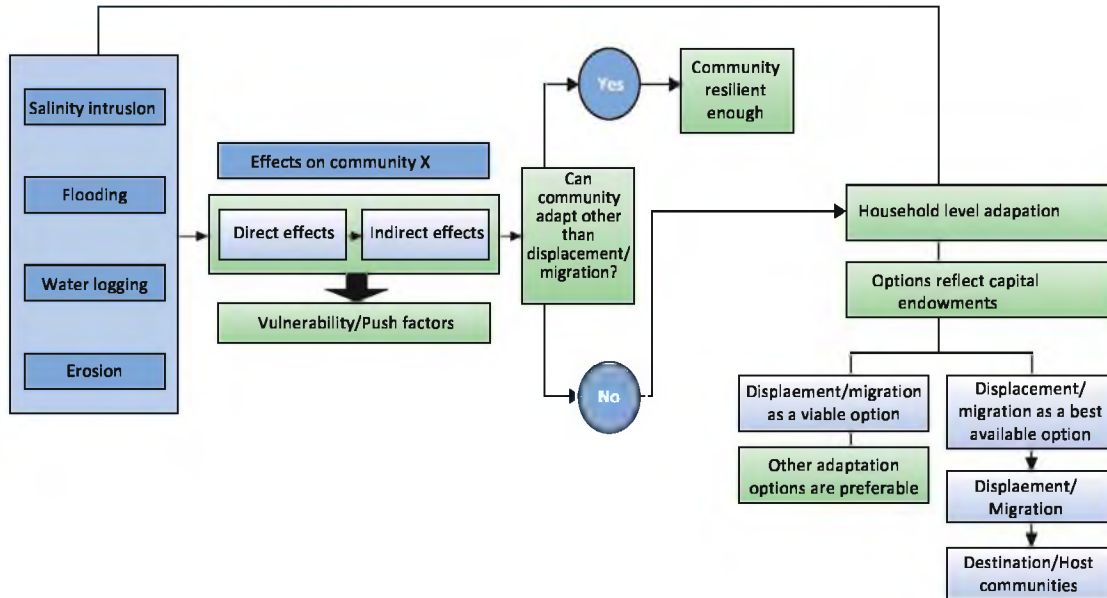 Salinity intrusion
Flooding
Water logging
Erosion
Effects on community X
Direct effects
Indirect effects
Vulnerability/Push factors
Can
community
adapt other
than
displacement/
migration?
Yes
Community
resilient
enough
No
Household level adapation
Options reflect capital
endowments
Displaement/migration
as a viable option
Other adaptation
options are preferable
Displacement/
migration as a best
available option
Displaement/
Migration
Destination/Host
communities